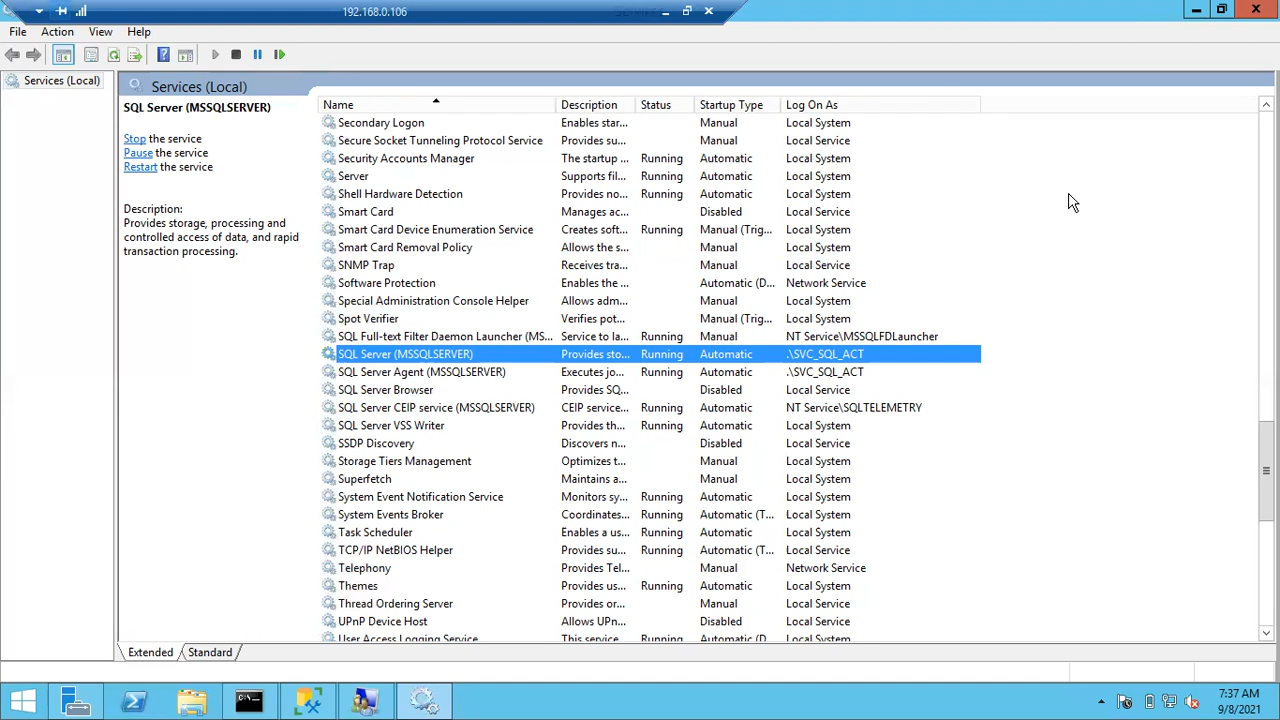 192.168.0.106
File Action View Help
Services (Local)
Services (Local)
SQL Server (MSSQLSERVER)
Stop the service
Pause the service
Restart the service
Description:
Provides storage, processing and
controlled access of data, and rapid
transaction processing.
Name Description Status Startup Type Log On As
Secondary Logon Enables star... Manual Local System
Secure Socket Tunneling Protocol Service Provides su... Manual Local Service
Security Accounts Manager The startup ... Running Automatic Local System
Server Supports fil... Running Automatic Local System
Shell Hardware Detection Provides no... Running Automatic Local System
Smart Card Manages ac... Disabled Local Service
Smart Card Device Enumeration Service Creates soft... Running Manual (Trig... Local System
Smart Card Removal Policy Allows the s... Manual Local System
SNMP Trap Receives tra... Manual Local Service
Software Protection Enables the ... Automatic (D... Network Service
Special Administration Console Helper Allows adm... Manual Local System
Spot Verifier Verifies pot... Manual (Trig... Local System
SQL Full-text Filter Daemon Launcher (MS... Service to la... Running Manual NT Service\MSSQLFDLauncher
SQL Server (MSSQLSERVER) Provides sto... Running Automatic .\SVC_SQL_ACT
SQL Server Agent (MSSQLSERVER) Executes jo... Running Automatic .\SVC_SQL_ACT
SQL Server Browser Provides SQ... Disabled Local Service
SQL Server CEIP service (MSSQLSERVER) CEIP service... Running Automatic NT Service\SQLTELEMETRY
SQL Server VSS Writer Provides th... Running Automatic Local System
SSDP Discovery Discovers n... Disabled Local Service
Storage Tiers Management Optimizes t... Manual Local System
Superfetch Maintains a... Manual Local System
System Event Notification Service Monitors sy... Running Automatic Local System
System Events Broker Coordinates... Running Automatic (T... Local System
Task Scheduler Enables a us... Running Automatic Local System
TCP/IP NetBIOS Helper Provides su... Running Automatic (T... Local Service
Telephony Provides Tel... Manual Network Service
Themes Provides us... Running Automatic Local System
Thread Ordering Server Provides or... Manual Local Service
UPnP Device Host Allows UPn... Disabled Local Service
User Access Logging Service This service ... Running Automatic (D... Local System
Extended Standard
7:37 AM
9/8/2021